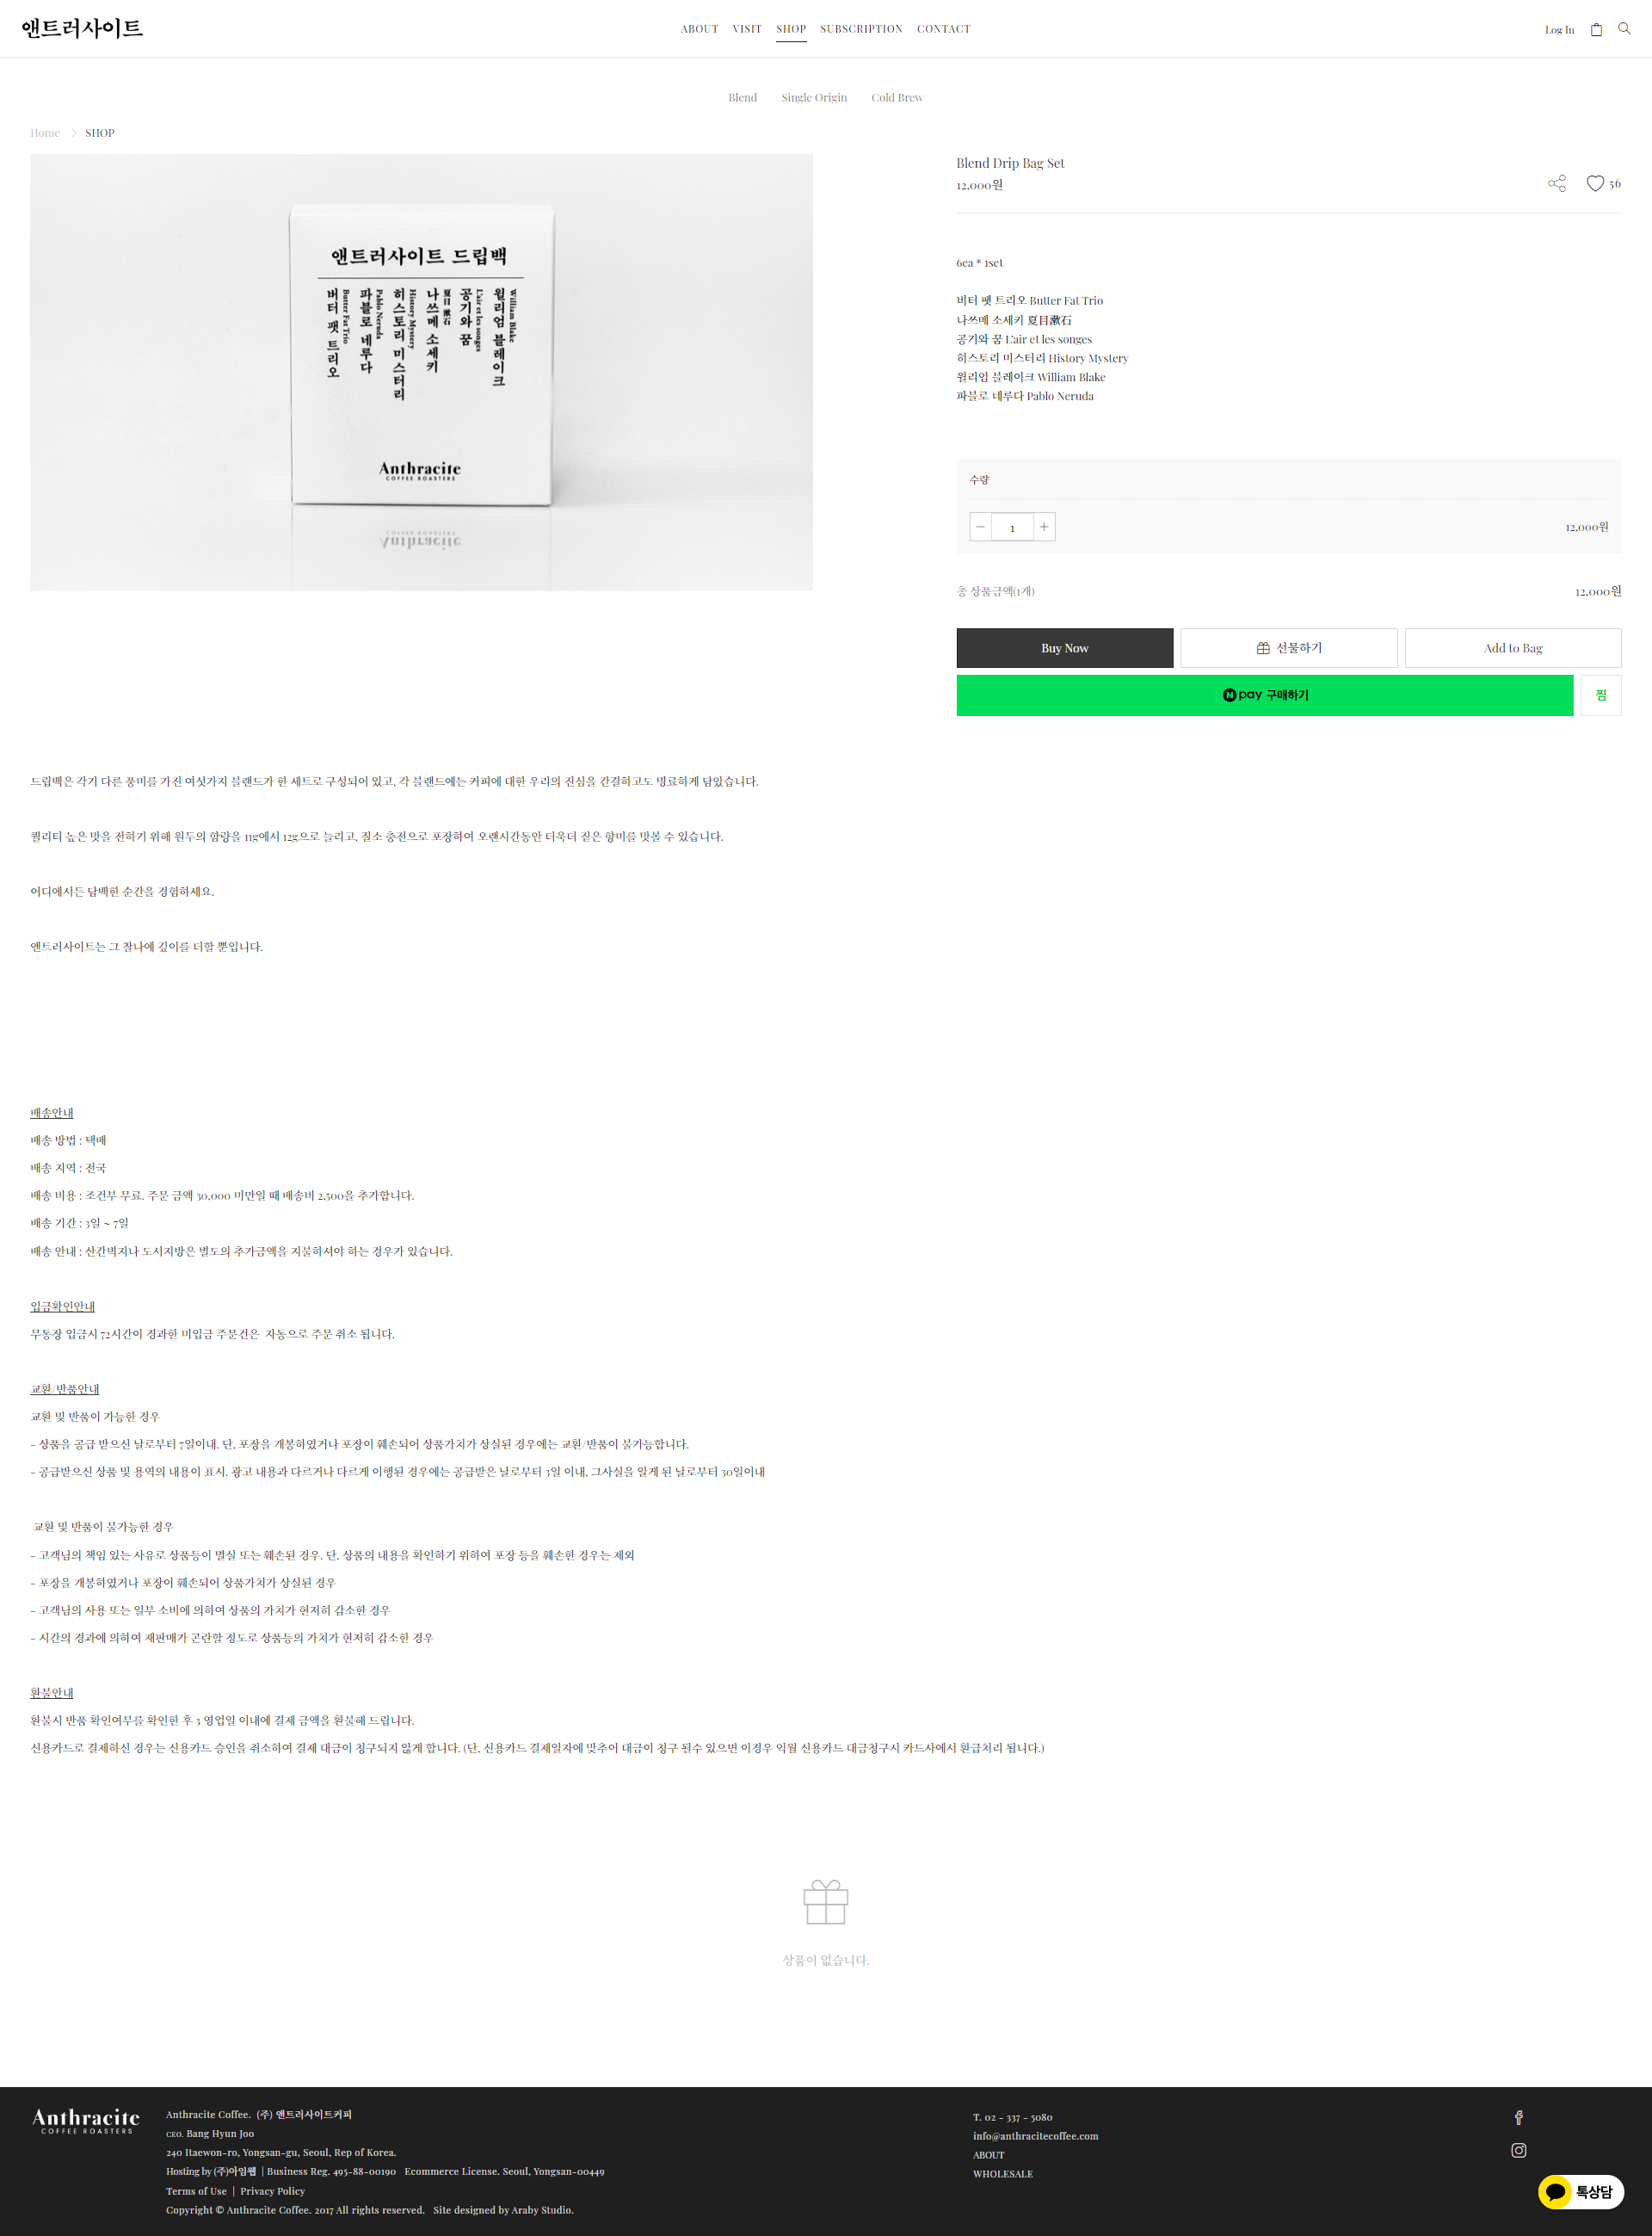 앤트러사이트
ABOUT VISIT SHOP SUBSCRIPTION CONTACT
Log In
Blend Single Origin Cold Brew
Home SHOP
앤트러사이트 드립백
윌리엄 블레이크 William Blake
공기와 꿈 L'air et les songes
나쓰메 소세키 夏目漱石
히스토리 미스터리 History Mystery
파블로 네루다 Pablo Neruda
버터 팻 트리오 Butter Fat Trio
Anthracite
COFFEE ROASTERS
Blend Drip Bag Set
12,000원
56
6ea * 1set
버터 팻 트리오 Butter Fat Trio
나쓰메 소세키 夏目漱石
공기와 꿈 L'air et les songes
히스토리 미스터리 History Mystery
윌리엄 블레이크 William Blake
파블로 네루다 Pablo Neruda
수량
1
12,000원
총 상품금액(1개) 12,000원
Buy Now 선물하기 Add to Bag
N pay 구매하기 찜
드립백은 각기 다른 풍미를 가진 여섯가지 블랜드가 한 세트로 구성되어 있고, 각 블랜드에는 커피에 대한 우리의 진심을 간결하고도 명료하게 담았습니다.
퀄리티 높은 맛을 전하기 위해 원두의 함량을 11g에서 12g으로 늘리고, 질소 충전으로 포장하여 오랜시간동안 더욱더 짙은 향미를 맛볼 수 있습니다.
어디에서든 담백한 순간을 경험하세요.
앤트러사이트는 그 찰나에 깊이를 더할 뿐입니다.
배송안내
배송 방법 : 택배
배송 지역 : 전국
배송 비용 : 조건부 무료, 주문 금액 30,000 미만일 때 배송비 2,500을 추가합니다.
배송 기간 : 3일 ~ 7일
배송 안내 : 산간벽지나 도서지방은 별도의 추가금액을 지불하셔야 하는 경우가 있습니다.
입금확인안내
무통장 입금시 72시간이 경과한 미입금 주문건은 자동으로 주문 취소 됩니다.
교환/반품안내
교환 및 반품이 가능한 경우
- 상품을 공급 받으신 날로부터 7일이내. 단, 포장을 개봉하였거나 포장이 훼손되어 상품가치가 상실된 경우에는 교환/반품이 불가능합니다.
- 공급받으신 상품 및 용역의 내용이 표시, 광고 내용과 다르거나 다르게 이행된 경우에는 공급받은 날로부터 3일 이내, 그사실을 알게 된 날로부터 30일이내
교환 및 반품이 불가능한 경우
- 고객님의 책임 있는 사유로 상품등이 멸실 또는 훼손된 경우. 단, 상품의 내용을 확인하기 위하여 포장 등을 훼손한 경우는 제외
- 포장을 개봉하였거나 포장이 훼손되어 상품가치가 상실된 경우
- 고객님의 사용 또는 일부 소비에 의하여 상품의 가치가 현저히 감소한 경우
- 시간의 경과에 의하여 재판매가 곤란할 정도로 상품등의 가치가 현저히 감소한 경우
환불안내
환불시 반품 확인여부를 확인한 후 3 영업일 이내에 결제 금액을 환불해 드립니다.
신용카드로 결제하신 경우는 신용카드 승인을 취소하여 결제 대금이 청구되지 않게 합니다. (단, 신용카드 결제일자에 맞추어 대금이 청구 될수 있으면 이경우 익월 신용카드 대금청구시 카드사에서 환급처리 됩니다.)
상품이 없습니다.
Anthracite
COFFEE ROASTERS
Anthracite Coffee. (주) 앤트러사이트커피
CEO. Bang Hyun Joo
240 Itaewon-ro, Yongsan-gu, Seoul, Rep of Korea.
Hosting by (주)아임웹 | Business Reg. 495-88-00190 Ecommerce License. Seoul, Yongsan-00449
Terms of Use | Privacy Policy
Copyright © Anthracite Coffee. 2017 All rights reserved. Site designed by Araby Studio.
T. 02 - 337 - 5080
info@anthracitecoffee.com
ABOUT
WHOLESALE
톡상담